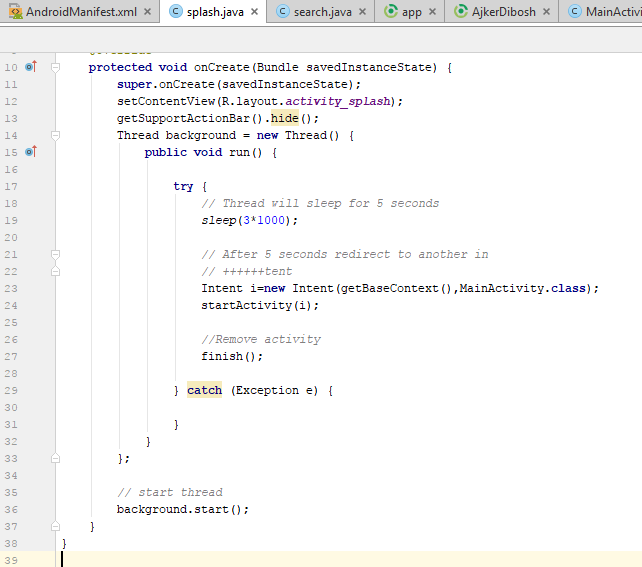 AndroidManifest.xml × splash.java × search.java × app × AjkerDibosh × MainActivi
10 protected void onCreate(Bundle savedInstanceState) {
11 super.onCreate(savedInstanceState);
12 setContentView(R.layout.activity_splash);
13 getSupportActionBar().hide();
14 Thread background = new Thread() {
15 public void run() {
16
17 try {
18 // Thread will sleep for 5 seconds
19 sleep(3*1000);
20
21 // After 5 seconds redirect to another in
22 // ++++++tent
23 Intent i=new Intent(getBaseContext(),MainActivity.class);
24 startActivity(i);
25
26 //Remove activity
27 finish();
28
29 } catch (Exception e) {
30
31 }
32 }
33 };
34
35 // start thread
36 background.start();
37 }
38 }
39